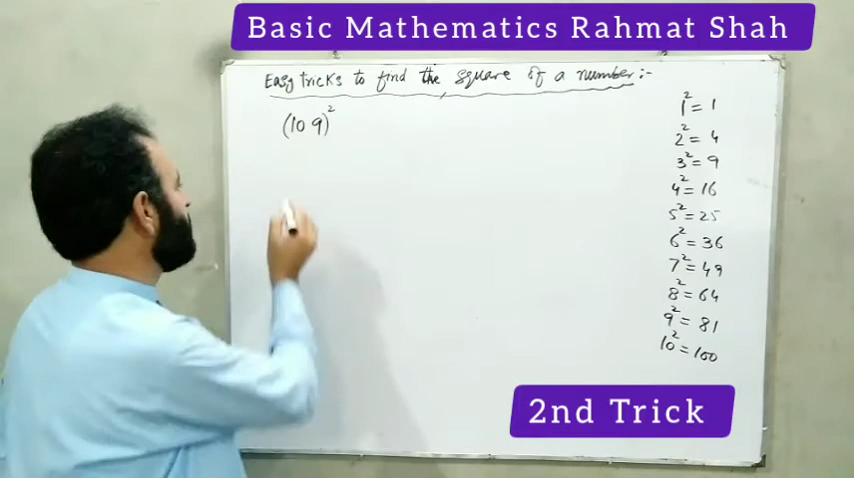 Basic Mathematics Rahmat Shah
Easy tricks to find the square of a number:-
(109)²
1² = 1
2² = 4
3² = 9
4² = 16
5² = 25
6² = 36
7² = 49
8² = 64
9² = 81
10² = 100
2nd Trick